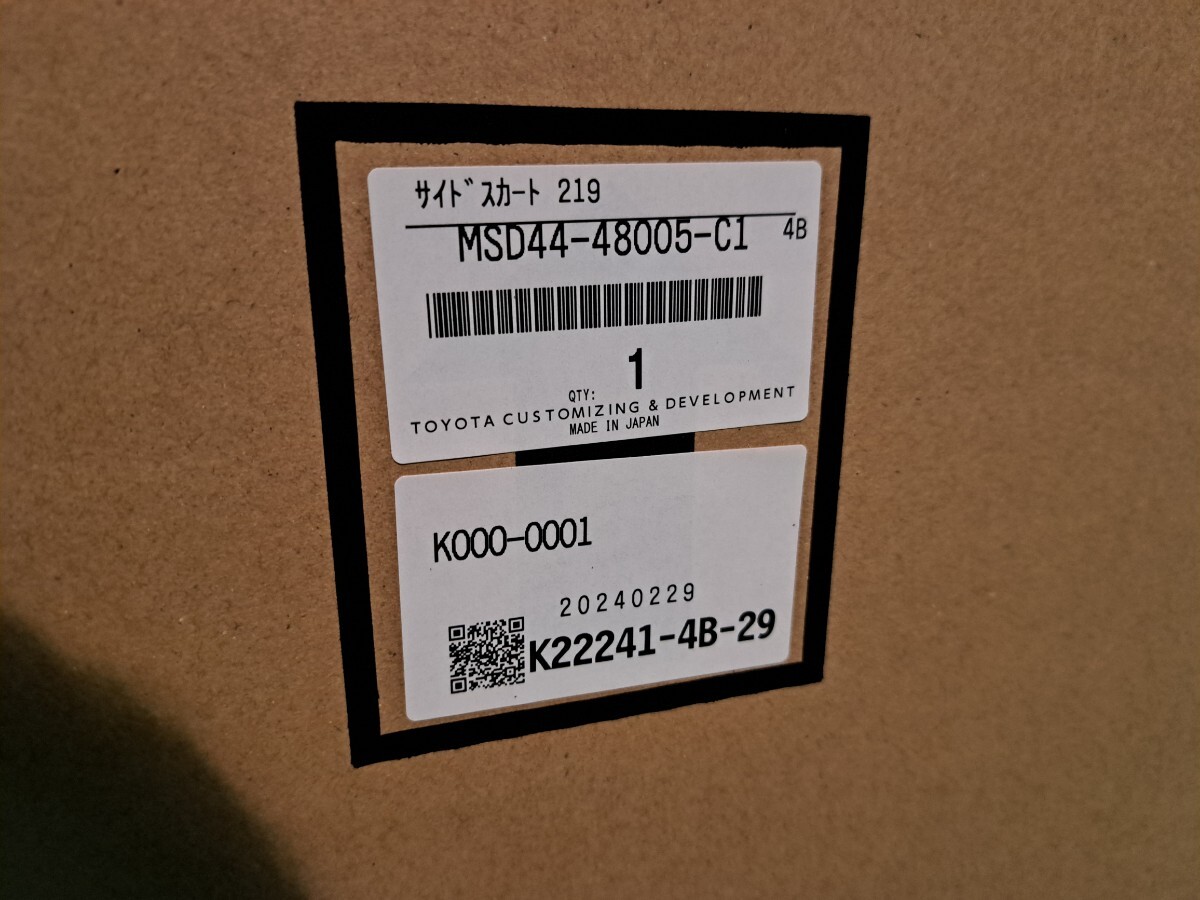 ｻｲﾄﾞｽｶｰﾄ 219
MSD44-48005-C1 4B
1
QTY:
TOYOTA CUSTOMIZING & DEVELOPMENT
MADE IN JAPAN
K000-0001
20240229
K22241-4B-29